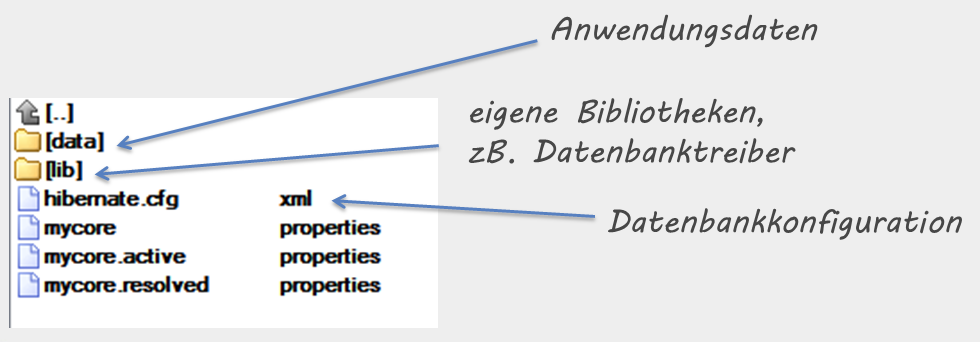 Anwendungsdaten
[..]
eigene Bibliotheken,
[data]
zB. Datenbanktreiber
[lib]
hibernate.cfg xml
Datenbankkonfiguration
mycore properties
mycore.active properties
mycore.resolved properties